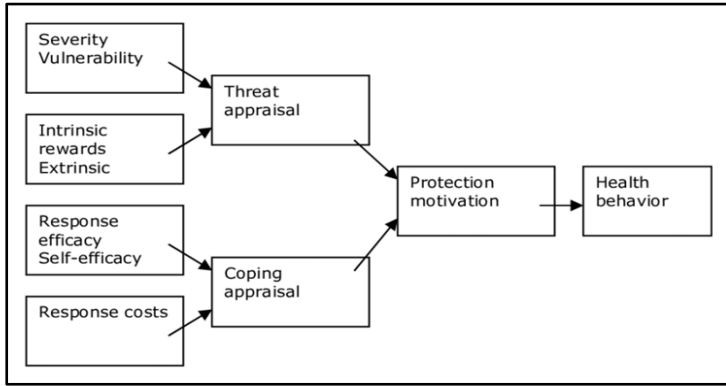 Severity
Vulnerability
Intrinsic
rewards
Extrinsic
Threat
appraisal
Response
efficacy
Self-efficacy
Response costs
Coping
appraisal
Protection
motivation
Health
behavior